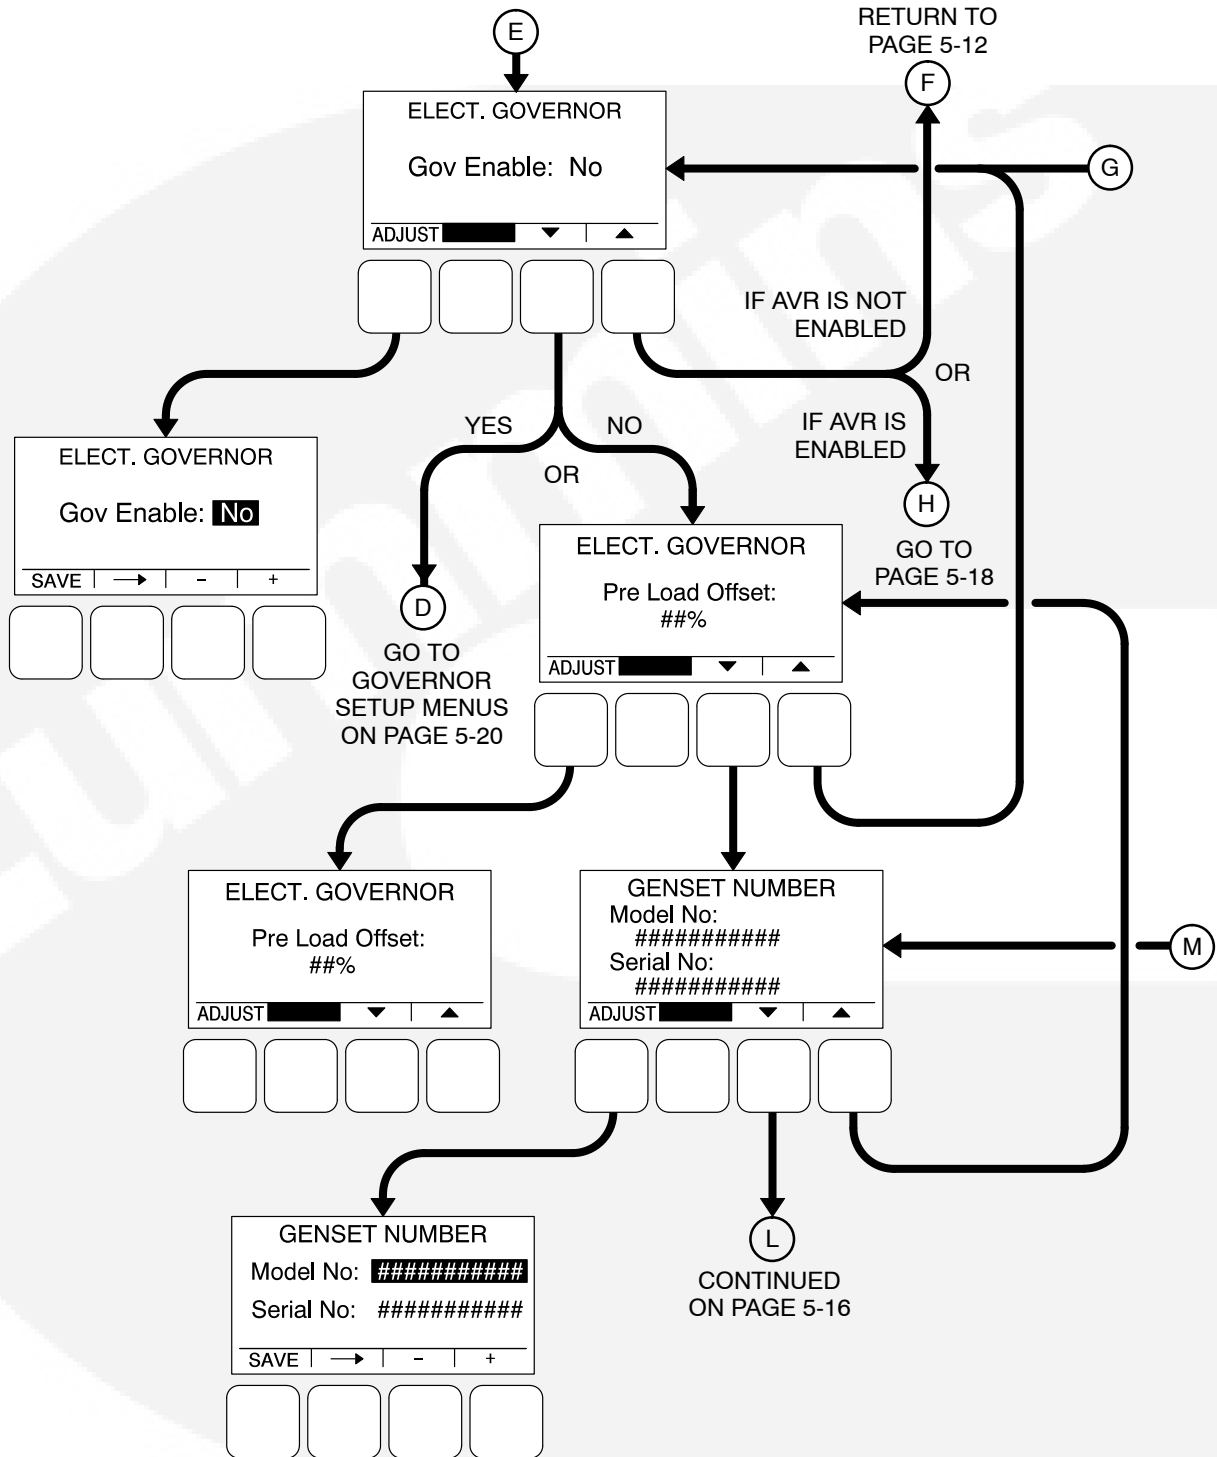 E
RETURN TO
PAGE 5-12
F
ELECT. GOVERNOR
Gov Enable: No
ADJUST ▼ ▲
G
IF AVR IS NOT
ENABLED
OR
IF AVR IS
ENABLED
H
GO TO
PAGE 5-18
YES
NO
OR
ELECT. GOVERNOR
Gov Enable: No
SAVE → - +
D
GO TO
GOVERNOR
SETUP MENUS
ON PAGE 5-20
ELECT. GOVERNOR
Pre Load Offset:
##%
ADJUST ▼ ▲
ELECT. GOVERNOR
Pre Load Offset:
##%
ADJUST ▼ ▲
GENSET NUMBER
Model No:
###########
Serial No:
###########
ADJUST ▼ ▲
M
GENSET NUMBER
Model No: ###########
Serial No: ###########
SAVE → - +
L
CONTINUED
ON PAGE 5-16
Cummins